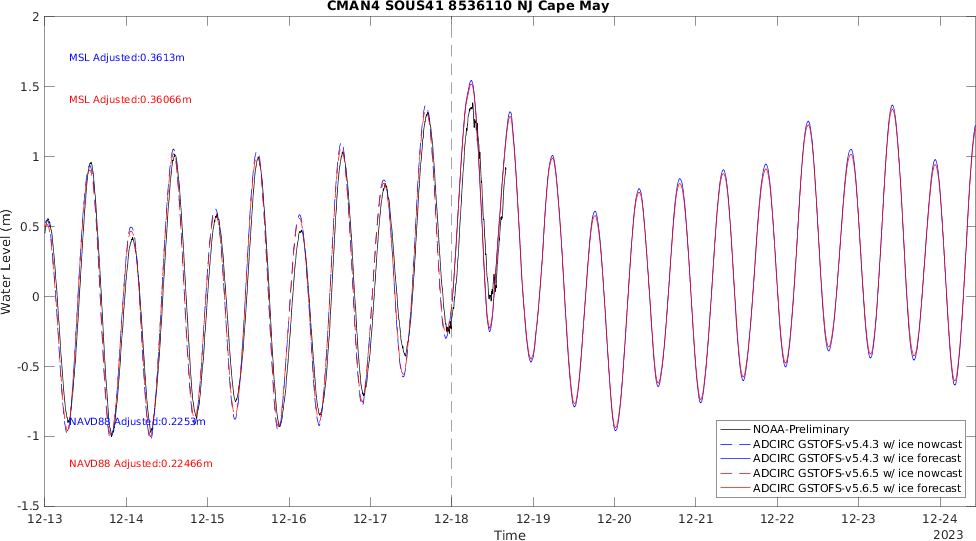 CMAN4 SOUS41 8536110 NJ Cape May
2
1.5
1
0.5
0
-0.5
-1
-1.5
Water Level (m)
MSL Adjusted:0.3613m
MSL Adjusted:0.36066m
NAVD88 Adjusted:0.2253m
NAVD88 Adjusted:0.22466m
NOAA-Preliminary
ADCIRC GSTOFS-v5.4.3 w/ ice nowcast
ADCIRC GSTOFS-v5.4.3 w/ ice forecast
ADCIRC GSTOFS-v5.6.5 w/ ice nowcast
ADCIRC GSTOFS-v5.6.5 w/ ice forecast
12-13 12-14 12-15 12-16 12-17 12-18 12-19 12-20 12-21 12-22 12-23 12-24
Time
2023